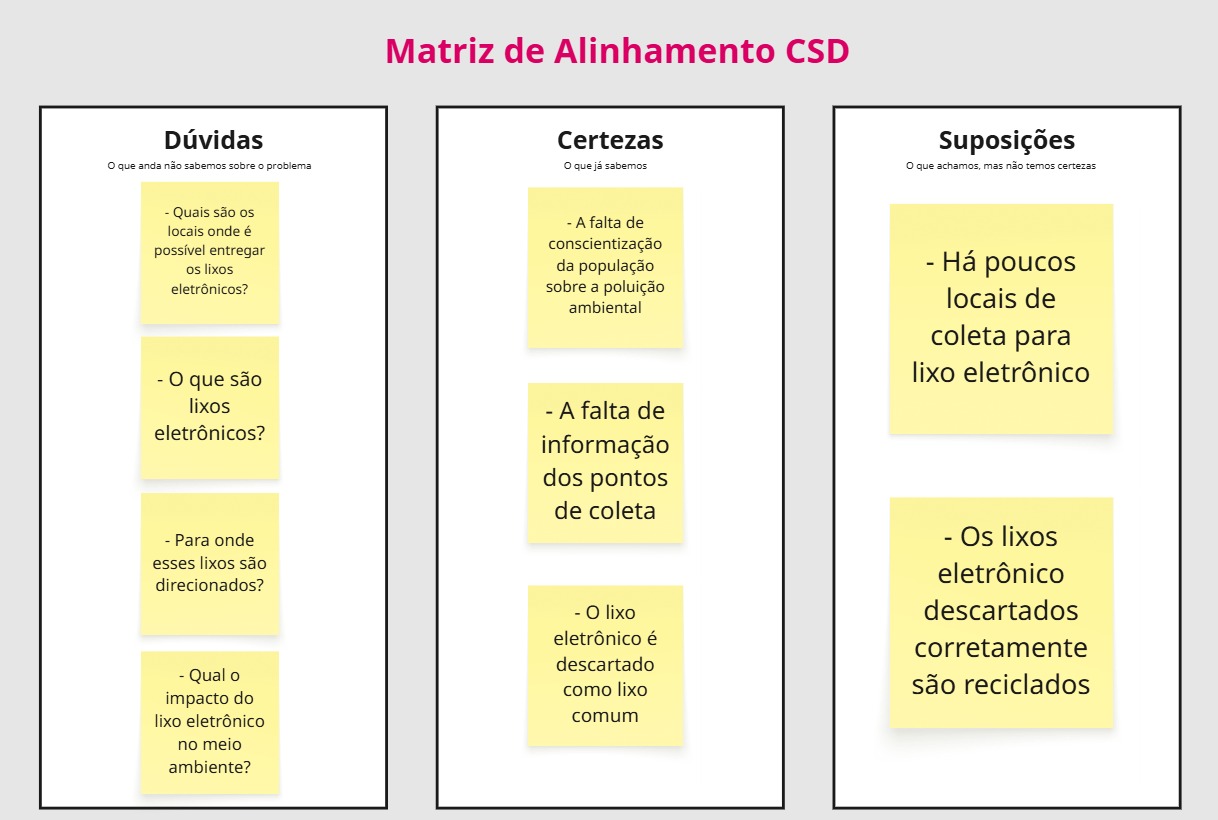 Matriz de Alinhamento CSD
Dúvidas
O que anda não sabemos sobre o problema
- Quais são os
locais onde é
possível entregar
os lixos
eletrônicos?
- O que são
lixos
eletrônicos?
- Para onde
esses lixos são
direcionados?
- Qual o
impacto do
lixo eletrônico
no meio
ambiente?
Certezas
O que já sabemos
- A falta de
conscientização
da população
sobre a poluição
ambiental
- A falta de
informação
dos pontos
de coleta
- O lixo
eletrônico é
descartado
como lixo
comum
Suposições
O que achamos, mas não temos certezas
- Há poucos
locais de
coleta para
lixo eletrônico
- Os lixos
eletrônico
descartados
corretamente
são reciclados